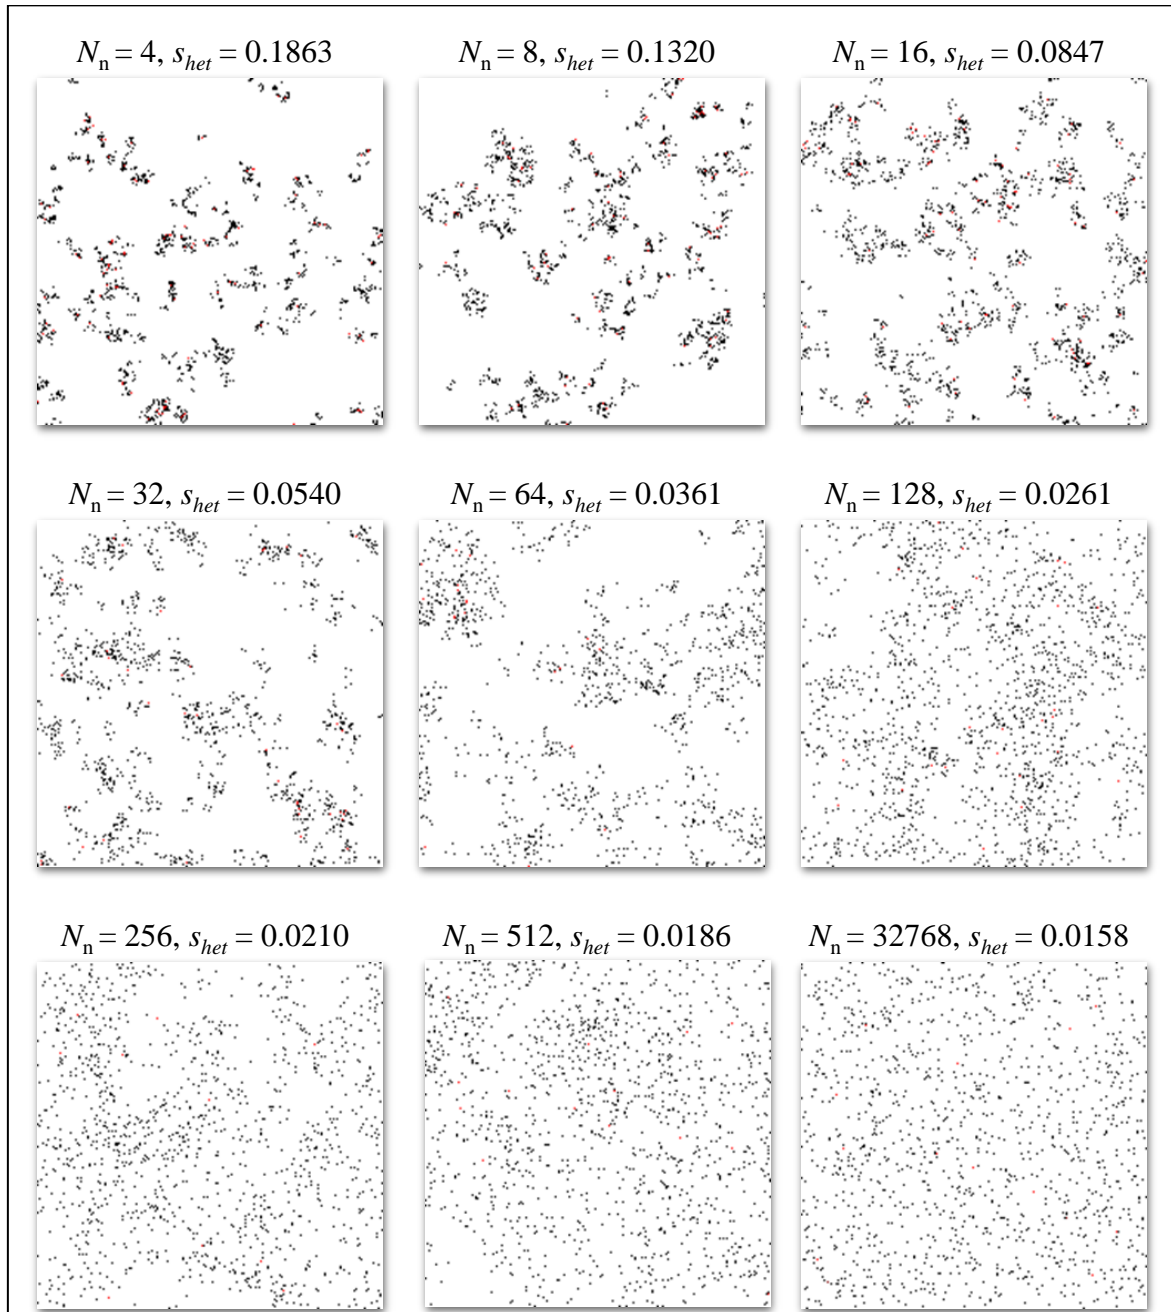 N_n = 4, s_het = 0.1863
N_n = 8, s_het = 0.1320
N_n = 16, s_het = 0.0847
N_n = 32, s_het = 0.0540
N_n = 64, s_het = 0.0361
N_n = 128, s_het = 0.0261
N_n = 256, s_het = 0.0210
N_n = 512, s_het = 0.0186
N_n = 32768, s_het = 0.0158